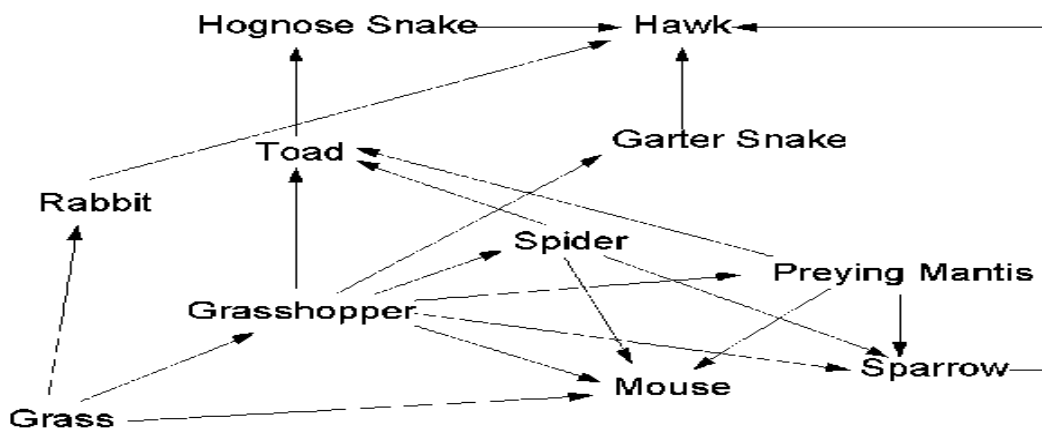 Hognose Snake Hawk
Garter Snake
Toad
Rabbit
Spider
Preying Mantis
Grasshopper
Sparrow
Mouse
Grass